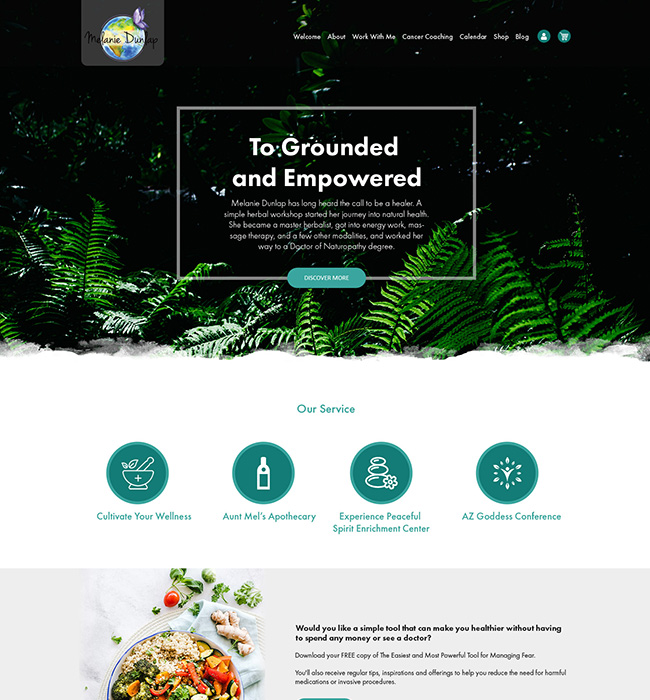 Melanie Dunlap
Welcome About Work With Me Cancer Coaching Calendar Shop Blog
To Grounded
and Empowered
Melanie Dunlap has long heard the call to be a healer. A
simple herbal workshop started her journey into natural health.
She became a master herbalist, got into energy work, mas-
sage therapy, and a few other modalities, and worked her
way to a Doctor of Naturopathy degree.
DISCOVER MORE
Our Service
Cultivate Your Wellness
Aunt Mel's Apothecary
Experience Peaceful
Spirit Enrichment Center
AZ Goddess Conference
Would you like a simple tool that can make you healthier without having
to spend any money or see a doctor?
Download your FREE copy of The Easiest and Most Powerful Tool for Managing Fear.
You'll also receive regular tips, inspirations and offerings to help you reduce the need for harmful
medications or invasive procedures.